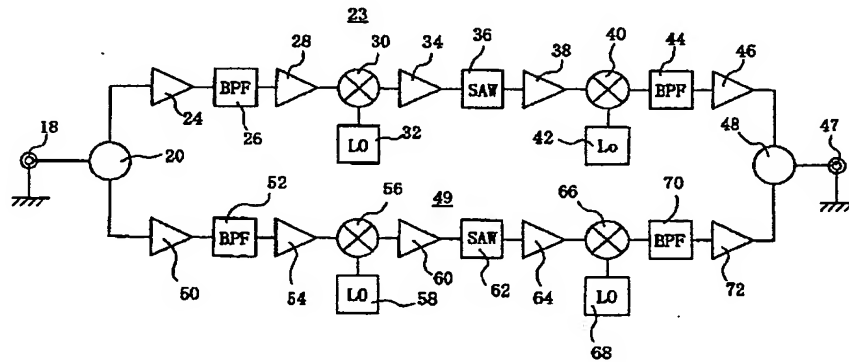 23
28 30 34 36 38 40 44 46
BPF SAW BPF
24 26 LO 32 42 Lo
18 20 48 47
52 56 49 66 70
BPF SAW BPF
50 54 LO 58 60 62 64 LO 72
68